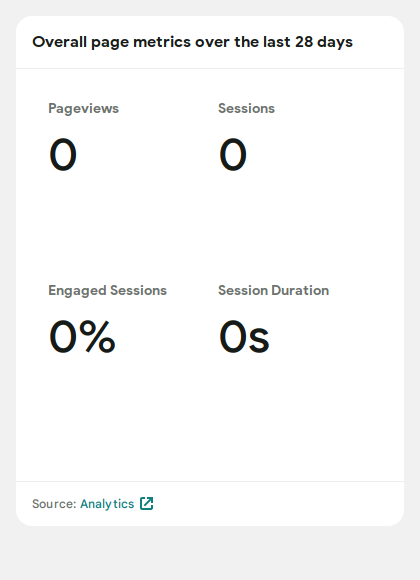 Overall page metrics over the last 28 days
Pageviews
0
Sessions
0
Engaged Sessions
0%
Session Duration
0s
Source: Analytics